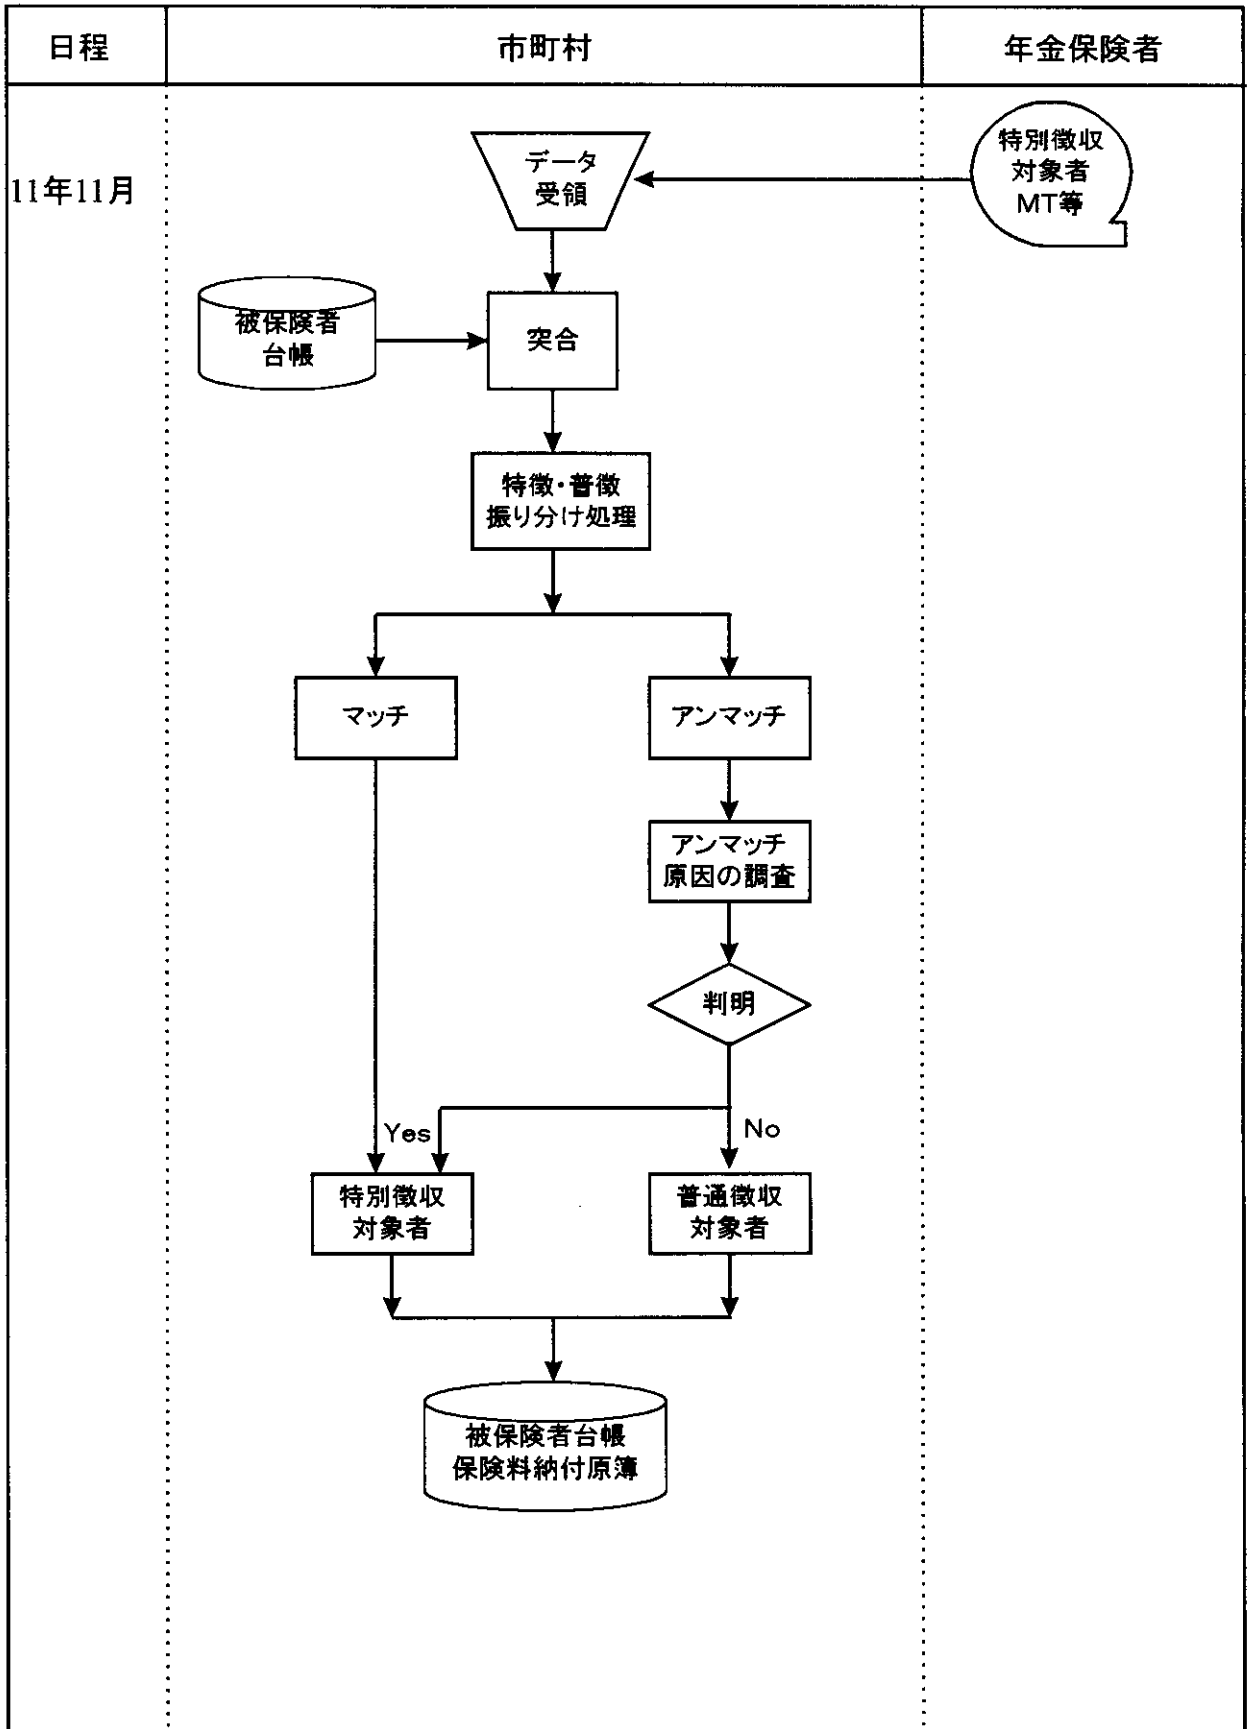 日程
市町村
年金保険者
11年11月
データ
受領
特別徴収
対象者
MT等
被保険者
台帳
突合
特徴・普徴
振り分け処理
マッチ
アンマッチ
アンマッチ
原因の調査
判明
Yes
No
特別徴収
対象者
普通徴収
対象者
被保険者台帳
保険料納付原簿